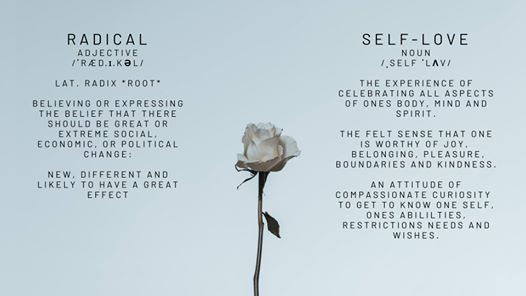 RADICAL
ADJECTIVE
/ˈRÆD.ɪ.KəL/
LAT. RADIX *ROOT*
BELIEVING OR EXPRESSING
THE BELIEF THAT THERE
SHOULD BE GREAT OR
EXTREME SOCIAL,
ECONOMIC, OR POLITICAL
CHANGE:
NEW, DIFFERENT AND
LIKELY TO HAVE A GREAT
EFFECT
SELF-LOVE
NOUN
/ˌSELF ˈLɅV/
THE EXPERIENCE OF
CELEBRATING ALL ASPECTS
OF ONES BODY, MIND AND
SPIRIT.
THE FELT SENSE THAT ONE
IS WORTHY OF JOY,
BELONGING, PLEASURE,
BOUNDARIES AND KINDNESS.
AN ATTITUDE OF
COMPASSIONATE CURIOSITY
TO GET TO KNOW ONE SELF,
ONES ABILILTIES,
RESTRICTIONS NEEDS AND
WISHES.